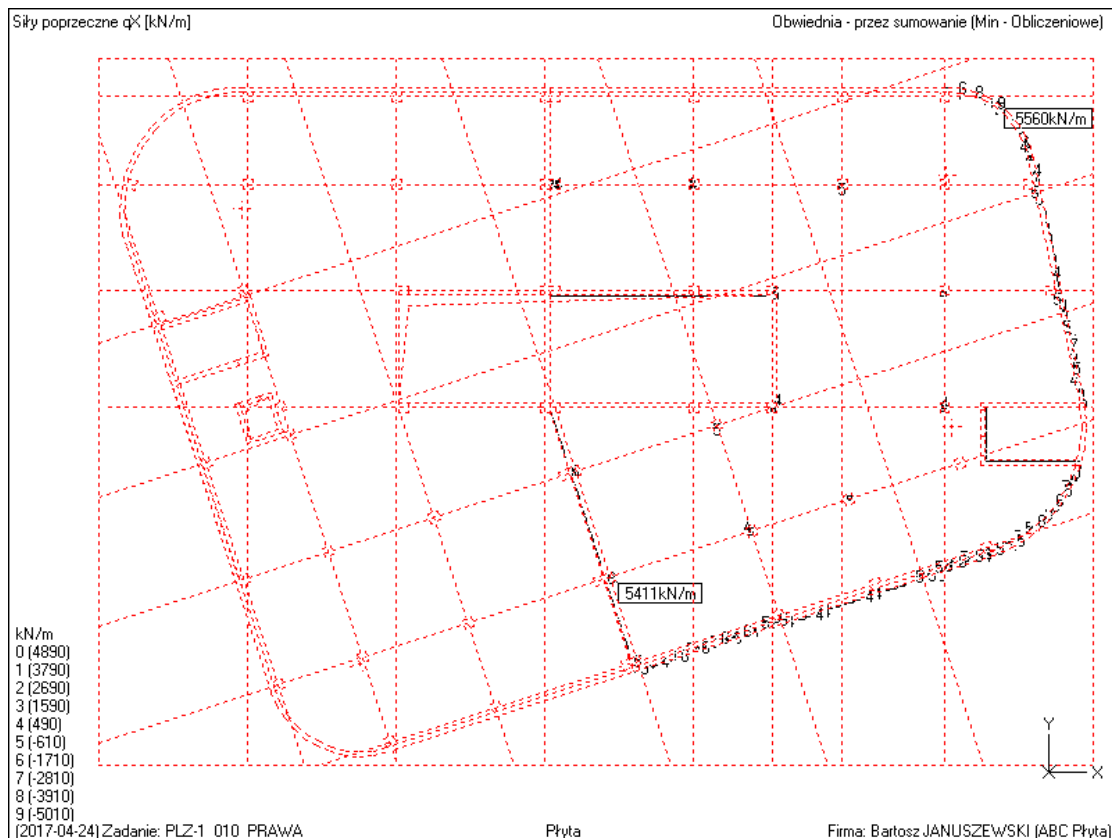 Siły poprzeczne qX [kN/m]
Obwiednia - przez sumowanie (Min - Obliczeniowe)
5560kN/m
5411kN/m
kN/m
0 (4890)
1 (3790)
2 (2690)
3 (1590)
4 (490)
5 (-610)
6 (-1710)
7 (-2810)
8 (-3910)
9 (-5010)
Y
X
(2017-04-24) Zadanie: PLZ-1_010_PRAWA
Płyta
Firma: Bartosz JANUSZEWSKI (ABC Płyta)